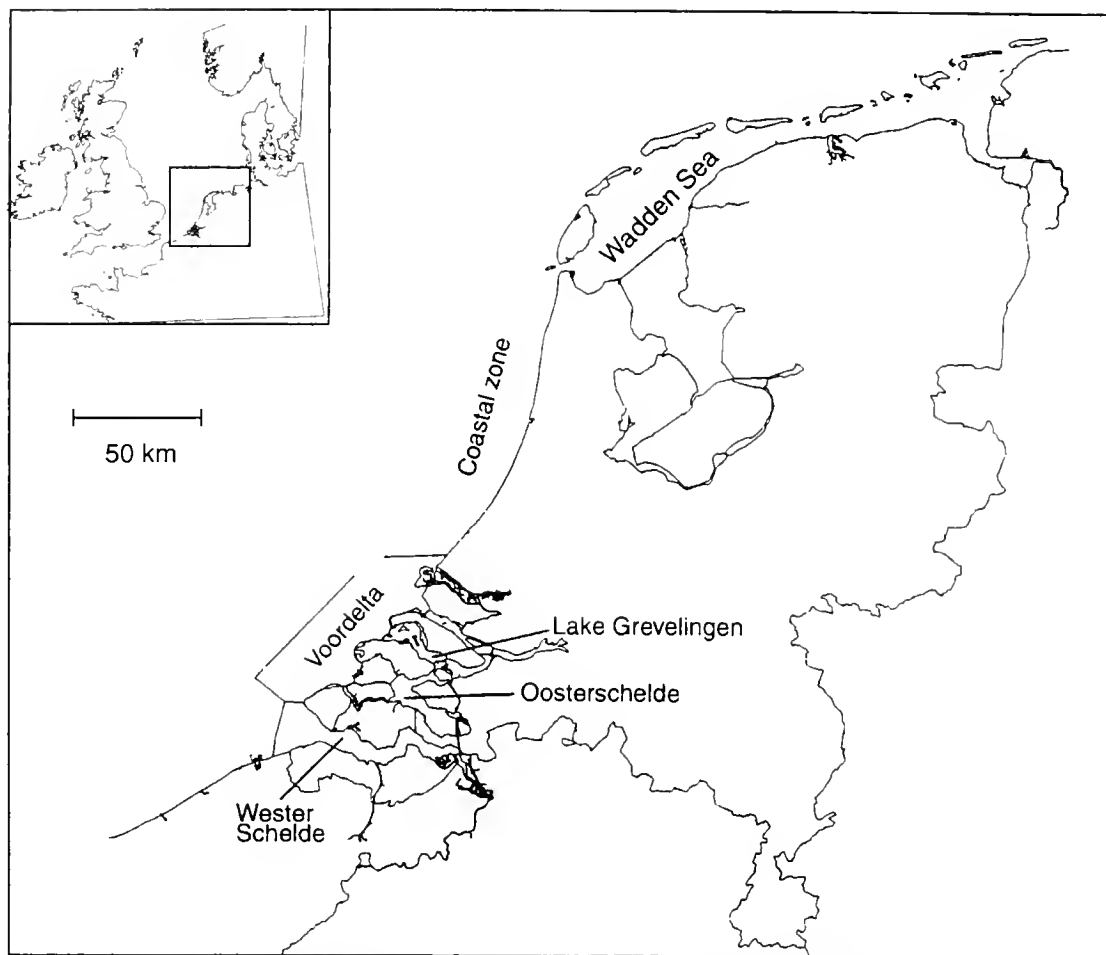 Wadden Sea
Coastal zone
50 km
Voordelta
Lake Grevelingen
Oosterschelde
Wester
Schelde